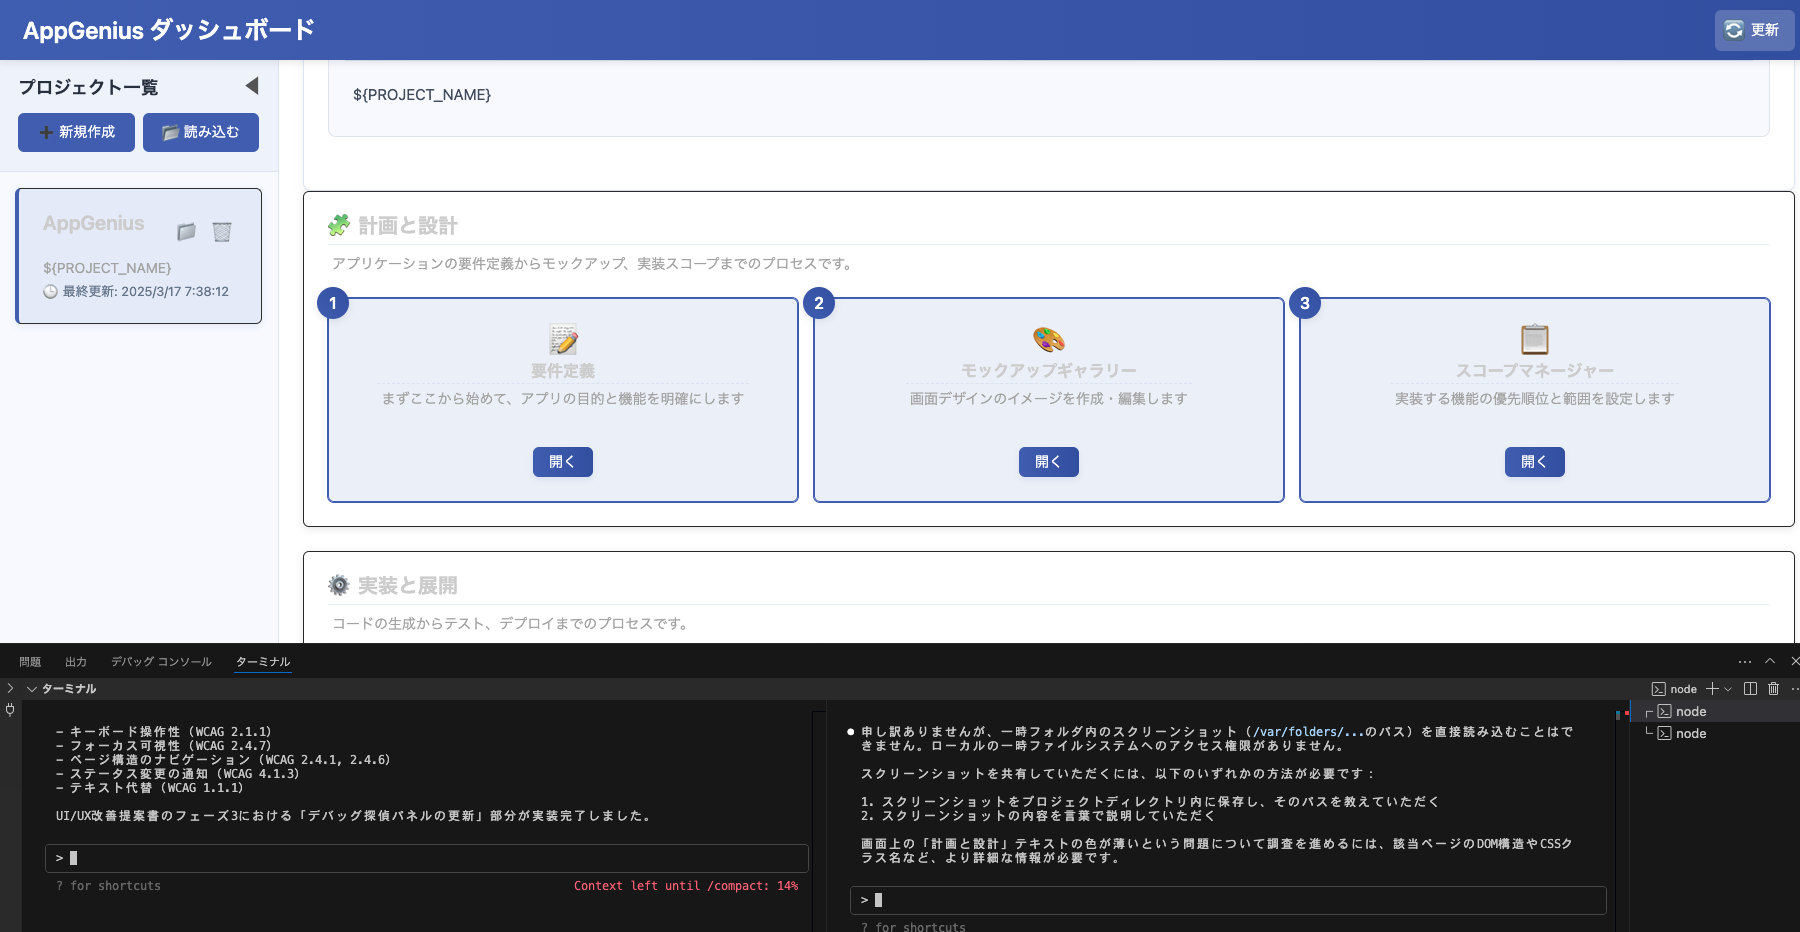 AppGenius ダッシュボード
更新
プロジェクト一覧
新規作成
読み込む
AppGenius
${PROJECT_NAME}
最終更新: 2025/3/17 7:38:12
${PROJECT_NAME}
計画と設計
アプリケーションの要件定義からモックアップ、実装スコープまでのプロセスです。
1
要件定義
まずここから始めて、アプリの目的と機能を明確にします
開く
2
モックアップギャラリー
画面デザインのイメージを作成・編集します
開く
3
スコープマネージャー
実装する機能の優先順位と範囲を設定します
開く
実装と展開
コードの生成からテスト、デプロイまでのプロセスです。
問題
出力
デバッグ コンソール
ターミナル
ターミナル
node
- キーボード操作性 (WCAG 2.1.1)
- フォーカス可視性 (WCAG 2.4.7)
- ページ構造のナビゲーション (WCAG 2.4.1, 2.4.6)
- ステータス変更の通知 (WCAG 4.1.3)
- テキスト代替 (WCAG 1.1.1)
UI/UX改善提案書のフェーズ3における「デバッグ探偵パネルの更新」部分が実装完了しました。
>
? for shortcuts
Context left until /compact: 14%
● 申し訳ありませんが、一時フォルダ内のスクリーンショット (/var/folders/...のパス) を直接読み込むことはで
きません。ローカルの一時ファイルシステムへのアクセス権限がありません。
スクリーンショットを共有していただくには、以下のいずれかの方法が必要です：
1. スクリーンショットをプロジェクトディレクトリ内に保存し、そのパスを教えていただく
2. スクリーンショットの内容を言葉で説明していただく
画面上の「計画と設計」テキストの色が薄いという問題について調査を進めるには、該当ページのDOM構造やCSSク
ラス名など、より詳細な情報が必要です。
>
? for shortcuts
node
node